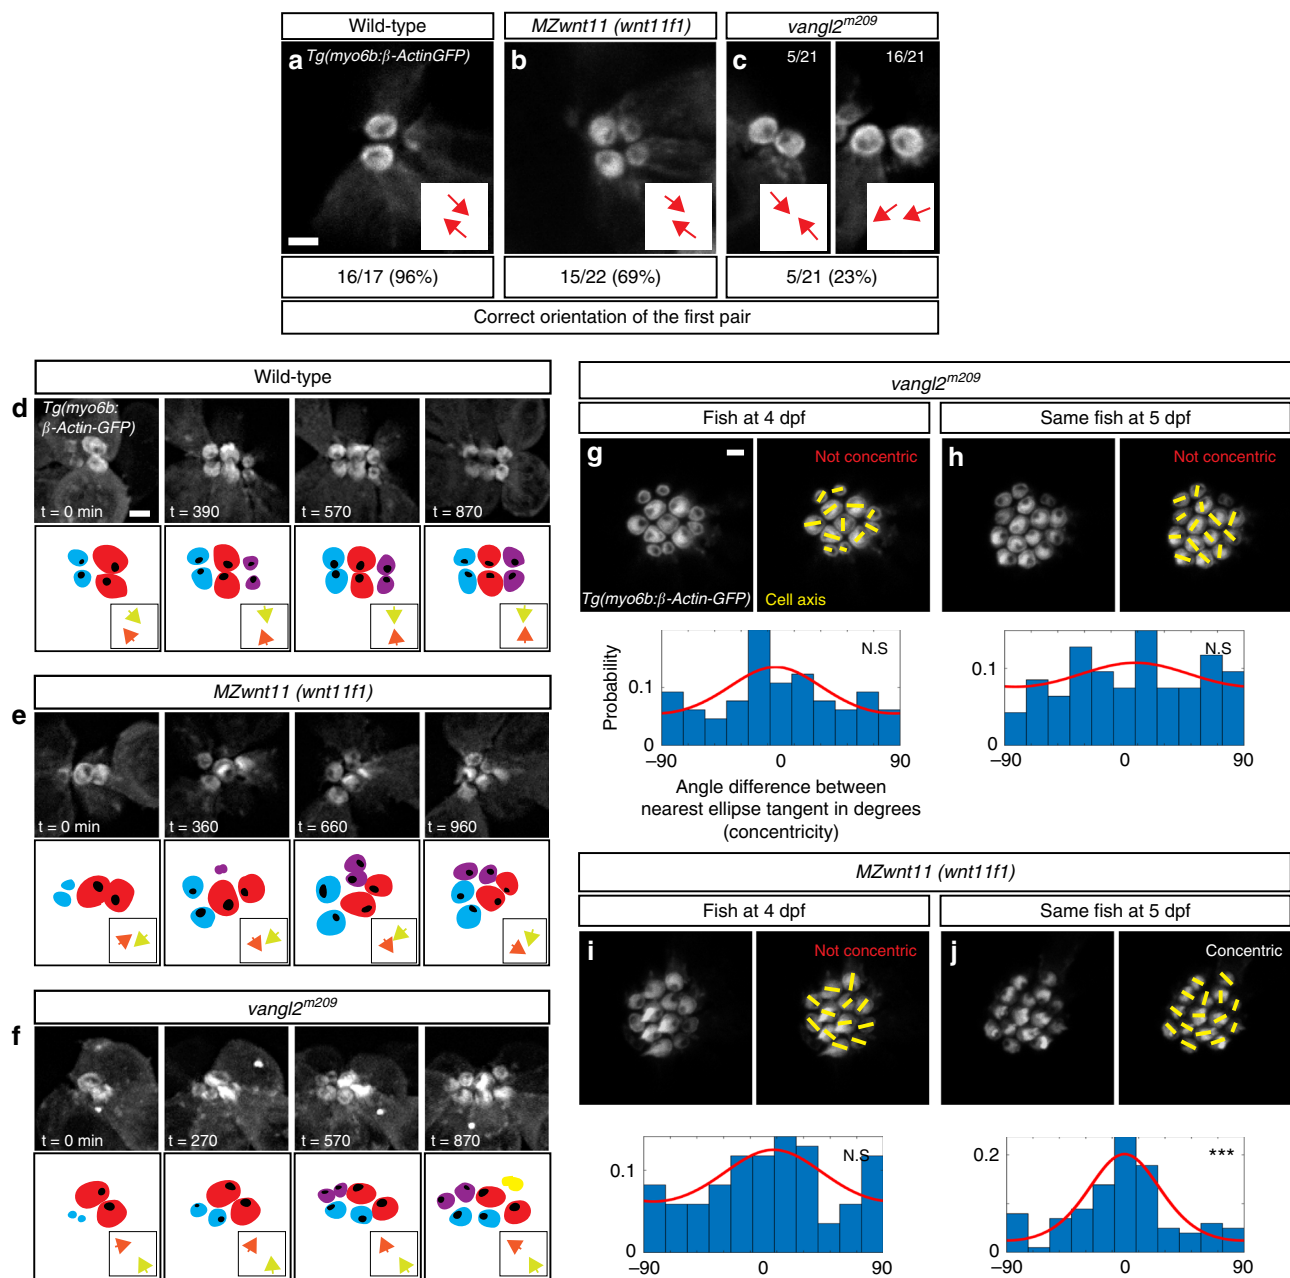 Wild-type
MZwnt11 (wnt11f1)
vangl2m209
a
Tg(myo6b:β-ActinGFP)
b
c
5/21
16/21
16/17 (96%)
15/22 (69%)
5/21 (23%)
Correct orientation of the first pair
Wild-type
d
Tg(myo6b:
β-Actin-GFP)
t = 0 min
t = 390
t = 570
t = 870
MZwnt11 (wnt11f1)
e
t = 0 min
t = 360
t = 660
t = 960
vangl2m209
f
t = 0 min
t = 270
t = 570
t = 870
vangl2m209
Fish at 4 dpf
Same fish at 5 dpf
g
Not concentric
h
Not concentric
Tg(myo6b:β-Actin-GFP)
Cell axis
N.S
N.S
Probability
0.1
0
–90
0
90
0.1
0
–90
0
90
Angle difference between
nearest ellipse tangent in degrees
(concentricity)
MZwnt11 (wnt11f1)
Fish at 4 dpf
Same fish at 5 dpf
i
Not concentric
j
Concentric
N.S
***
0.1
0
–90
0
90
0.2
0
–90
0
90